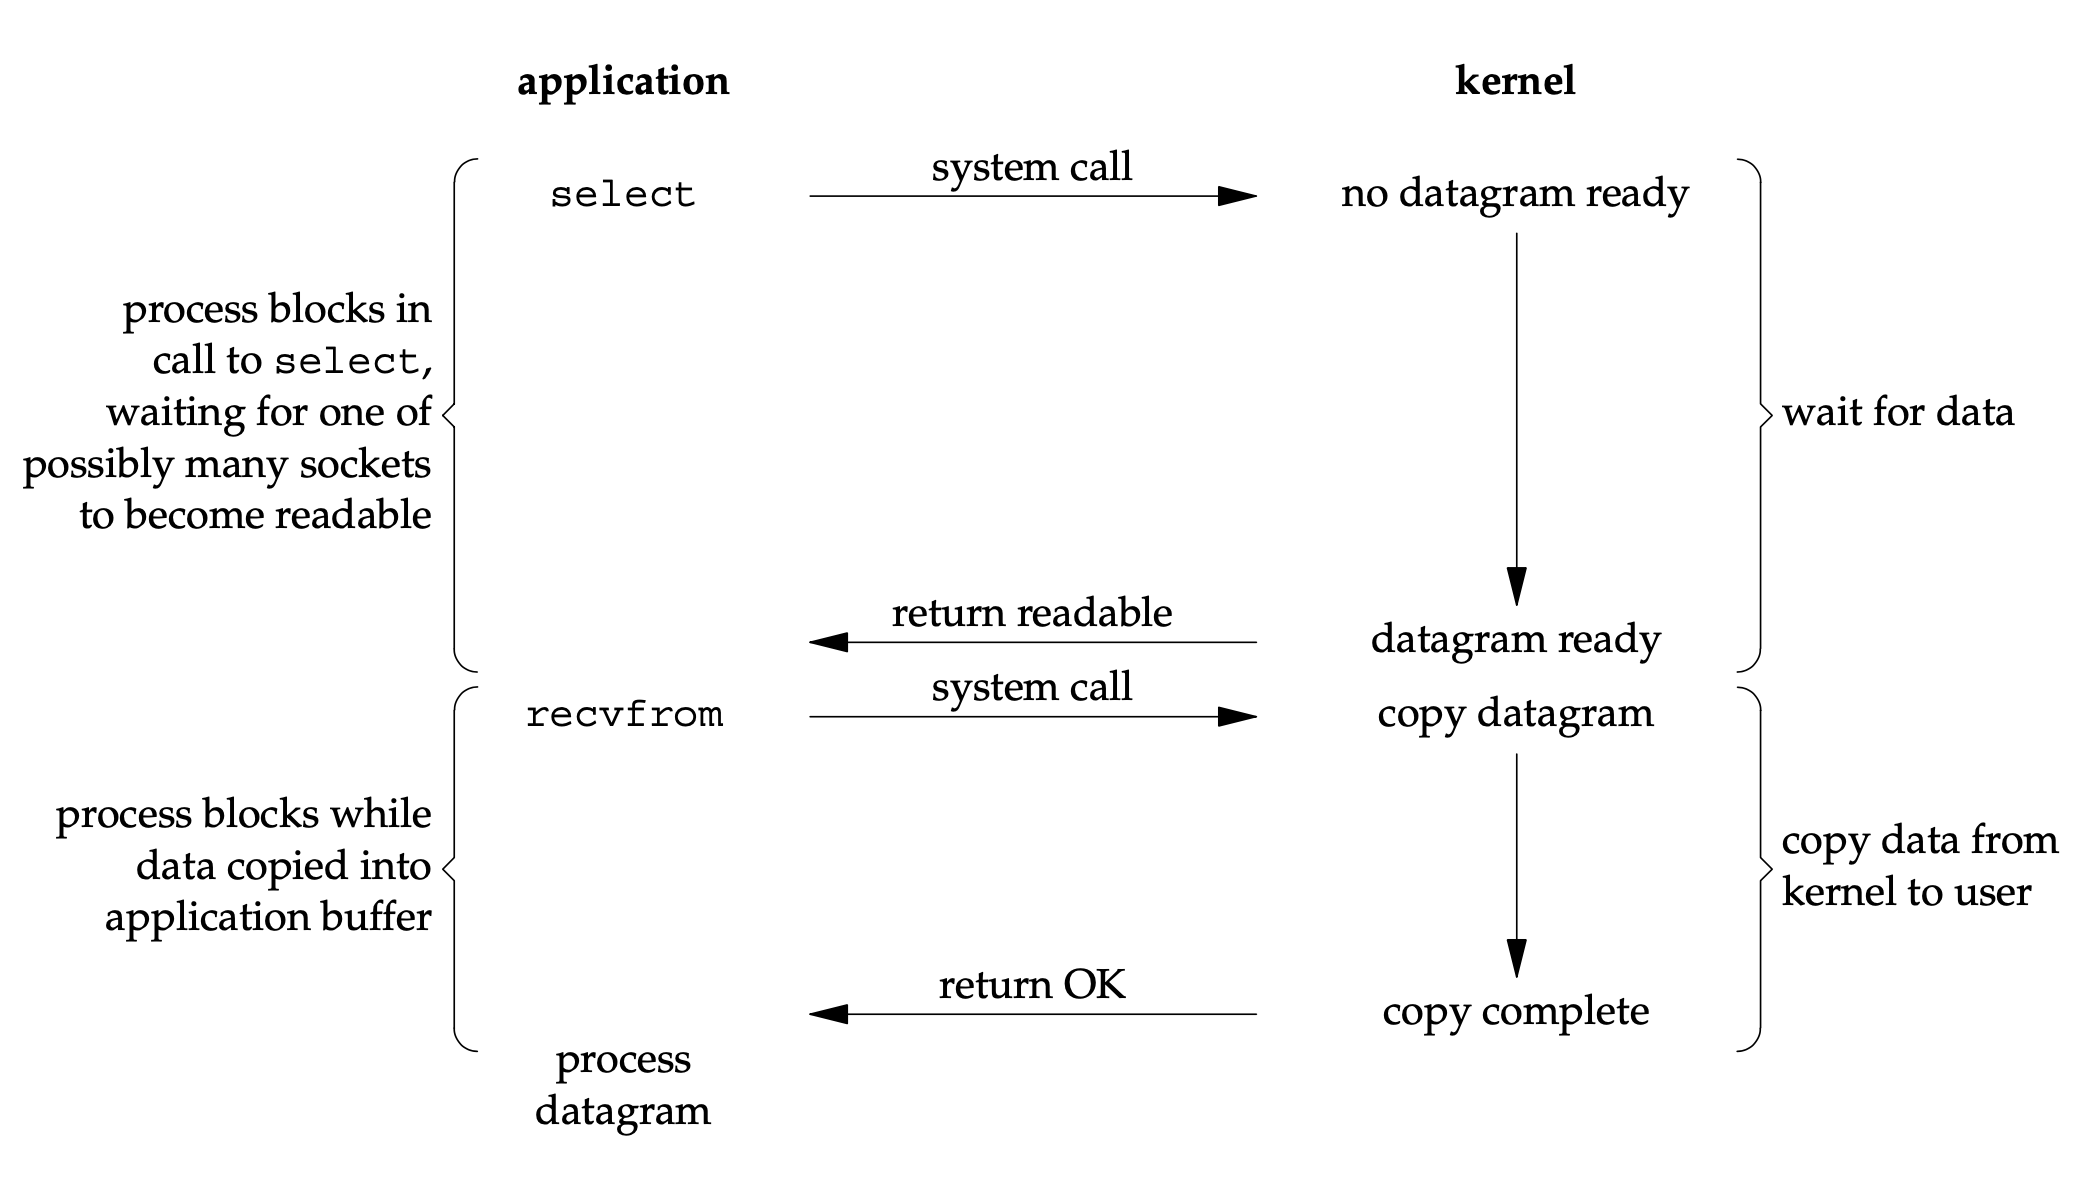 application
kernel
select
system call
no datagram ready
process blocks in
call to select,
waiting for one of
possibly many sockets
to become readable
wait for data
return readable
datagram ready
recvfrom
system call
copy datagram
process blocks while
data copied into
application buffer
copy data from
kernel to user
return OK
copy complete
process
datagram